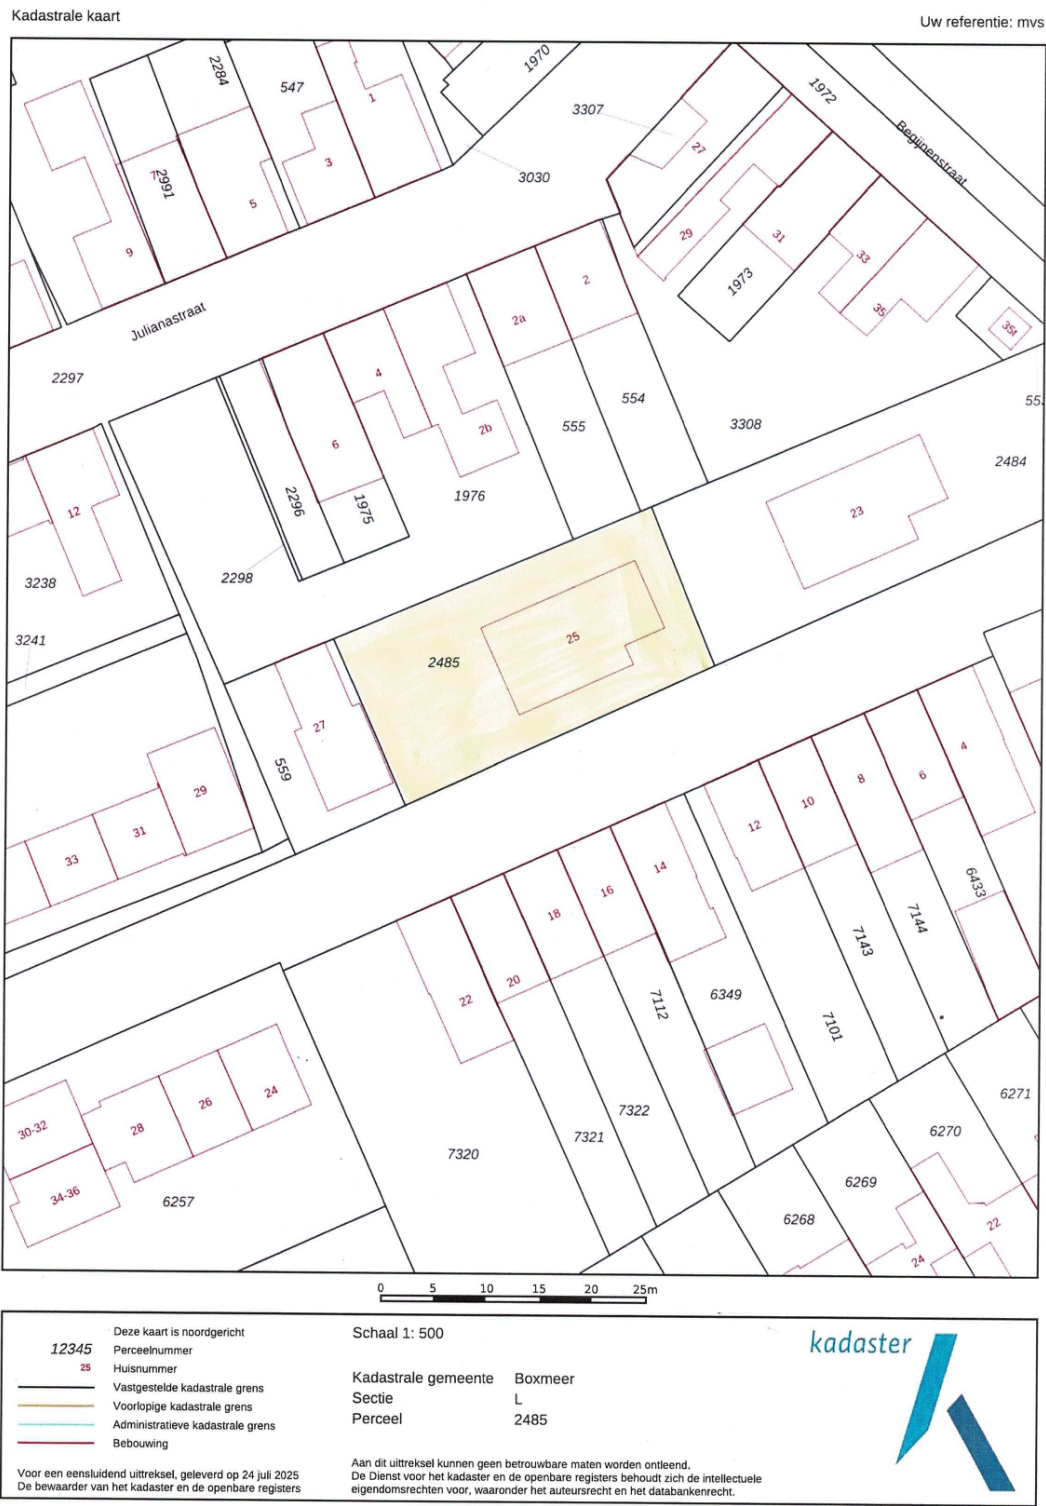 Kadastrale kaart
Uw referentie: mvs
2284
547
1970
1
3307
1972
Begijnenstraat
27
3
3030
7
2991
5
9
29
31
33
1973
2
2a
35
35t
Julianastraat
2297
4
554
555
3308
2b
6
2484
12
2296
1975
1976
23
3238
2298
3241
2485
25
27
559
29
31
33
4
6
8
10
12
14
16
18
20
22
6433
7144
7143
7112
6349
7101
24
26
28
30-32
34-36
7322
7321
7320
6257
6271
6270
6269
6268
22
24
0 5 10 15 20 25m
Deze kaart is noordgericht
12345 Perceelnummer
25 Huisnummer
Vastgestelde kadastrale grens
Voorlopige kadastrale grens
Administratieve kadastrale grens
Bebouwing
Voor een eensluidend uittreksel, geleverd op 24 juli 2025
De bewaarder van het kadaster en de openbare registers
Schaal 1: 500
Kadastrale gemeente Boxmeer
Sectie L
Perceel 2485
Aan dit uittreksel kunnen geen betrouwbare maten worden ontleend.
De Dienst voor het kadaster en de openbare registers behoudt zich de intellectuele
eigendomsrechten voor, waaronder het auteursrecht en het databankenrecht.
kadaster